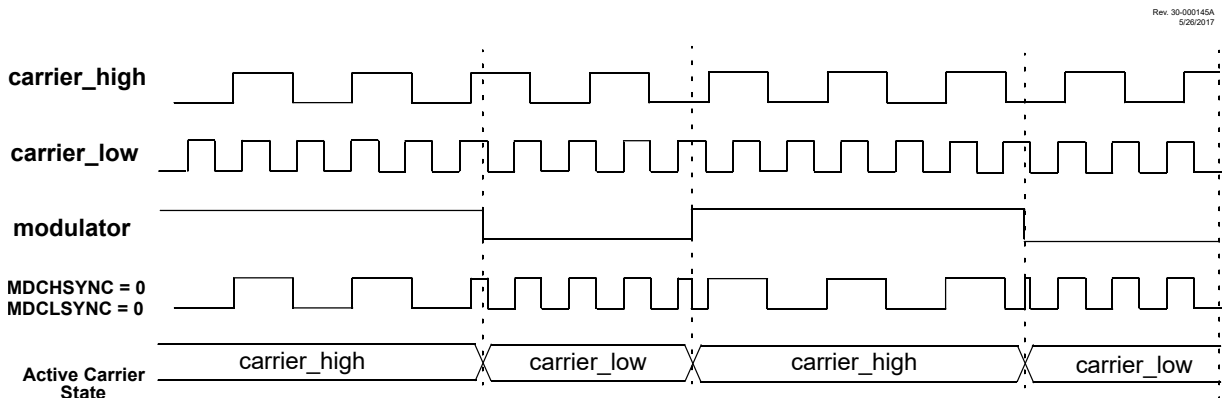 Rev. 30-000145A
5/26/2017
carrier_high
carrier_low
modulator
MDCHSYNC = 0
MDCLSYNC = 0
Active Carrier
State
carrier_high
carrier_low
carrier_high
carrier_low